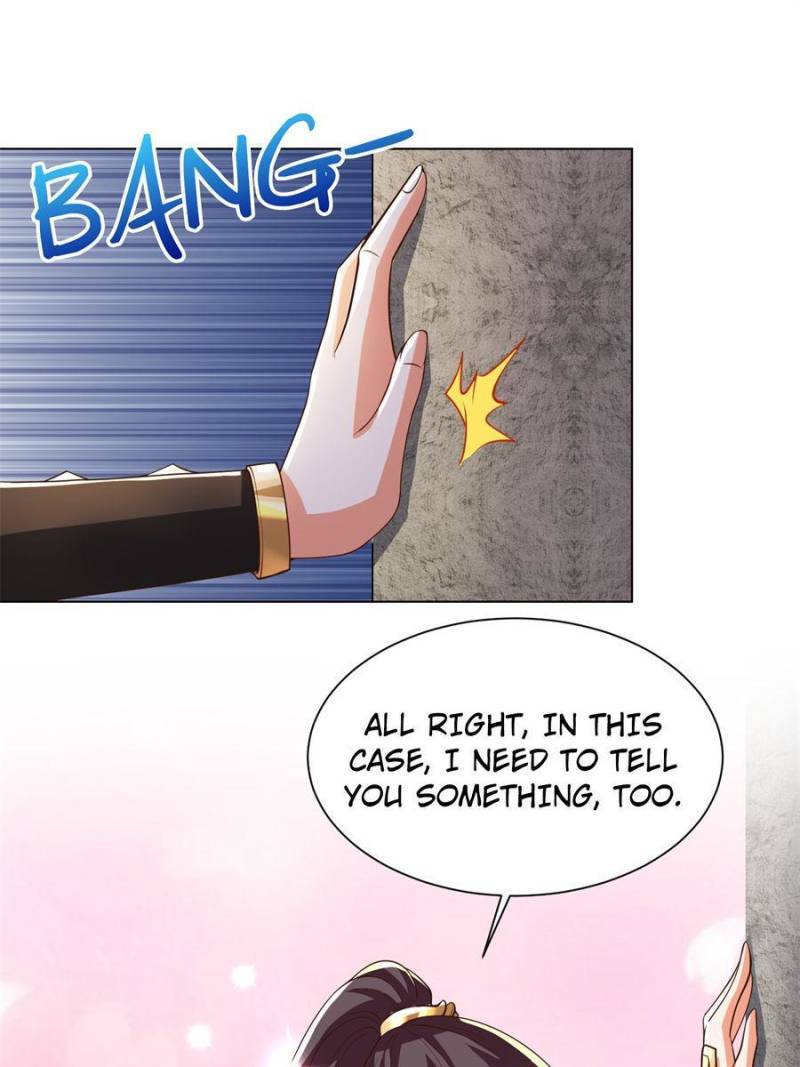 BANG-
ALL RIGHT, IN THIS
CASE, I NEED TO TELL
YOU SOMETHING, TOO.